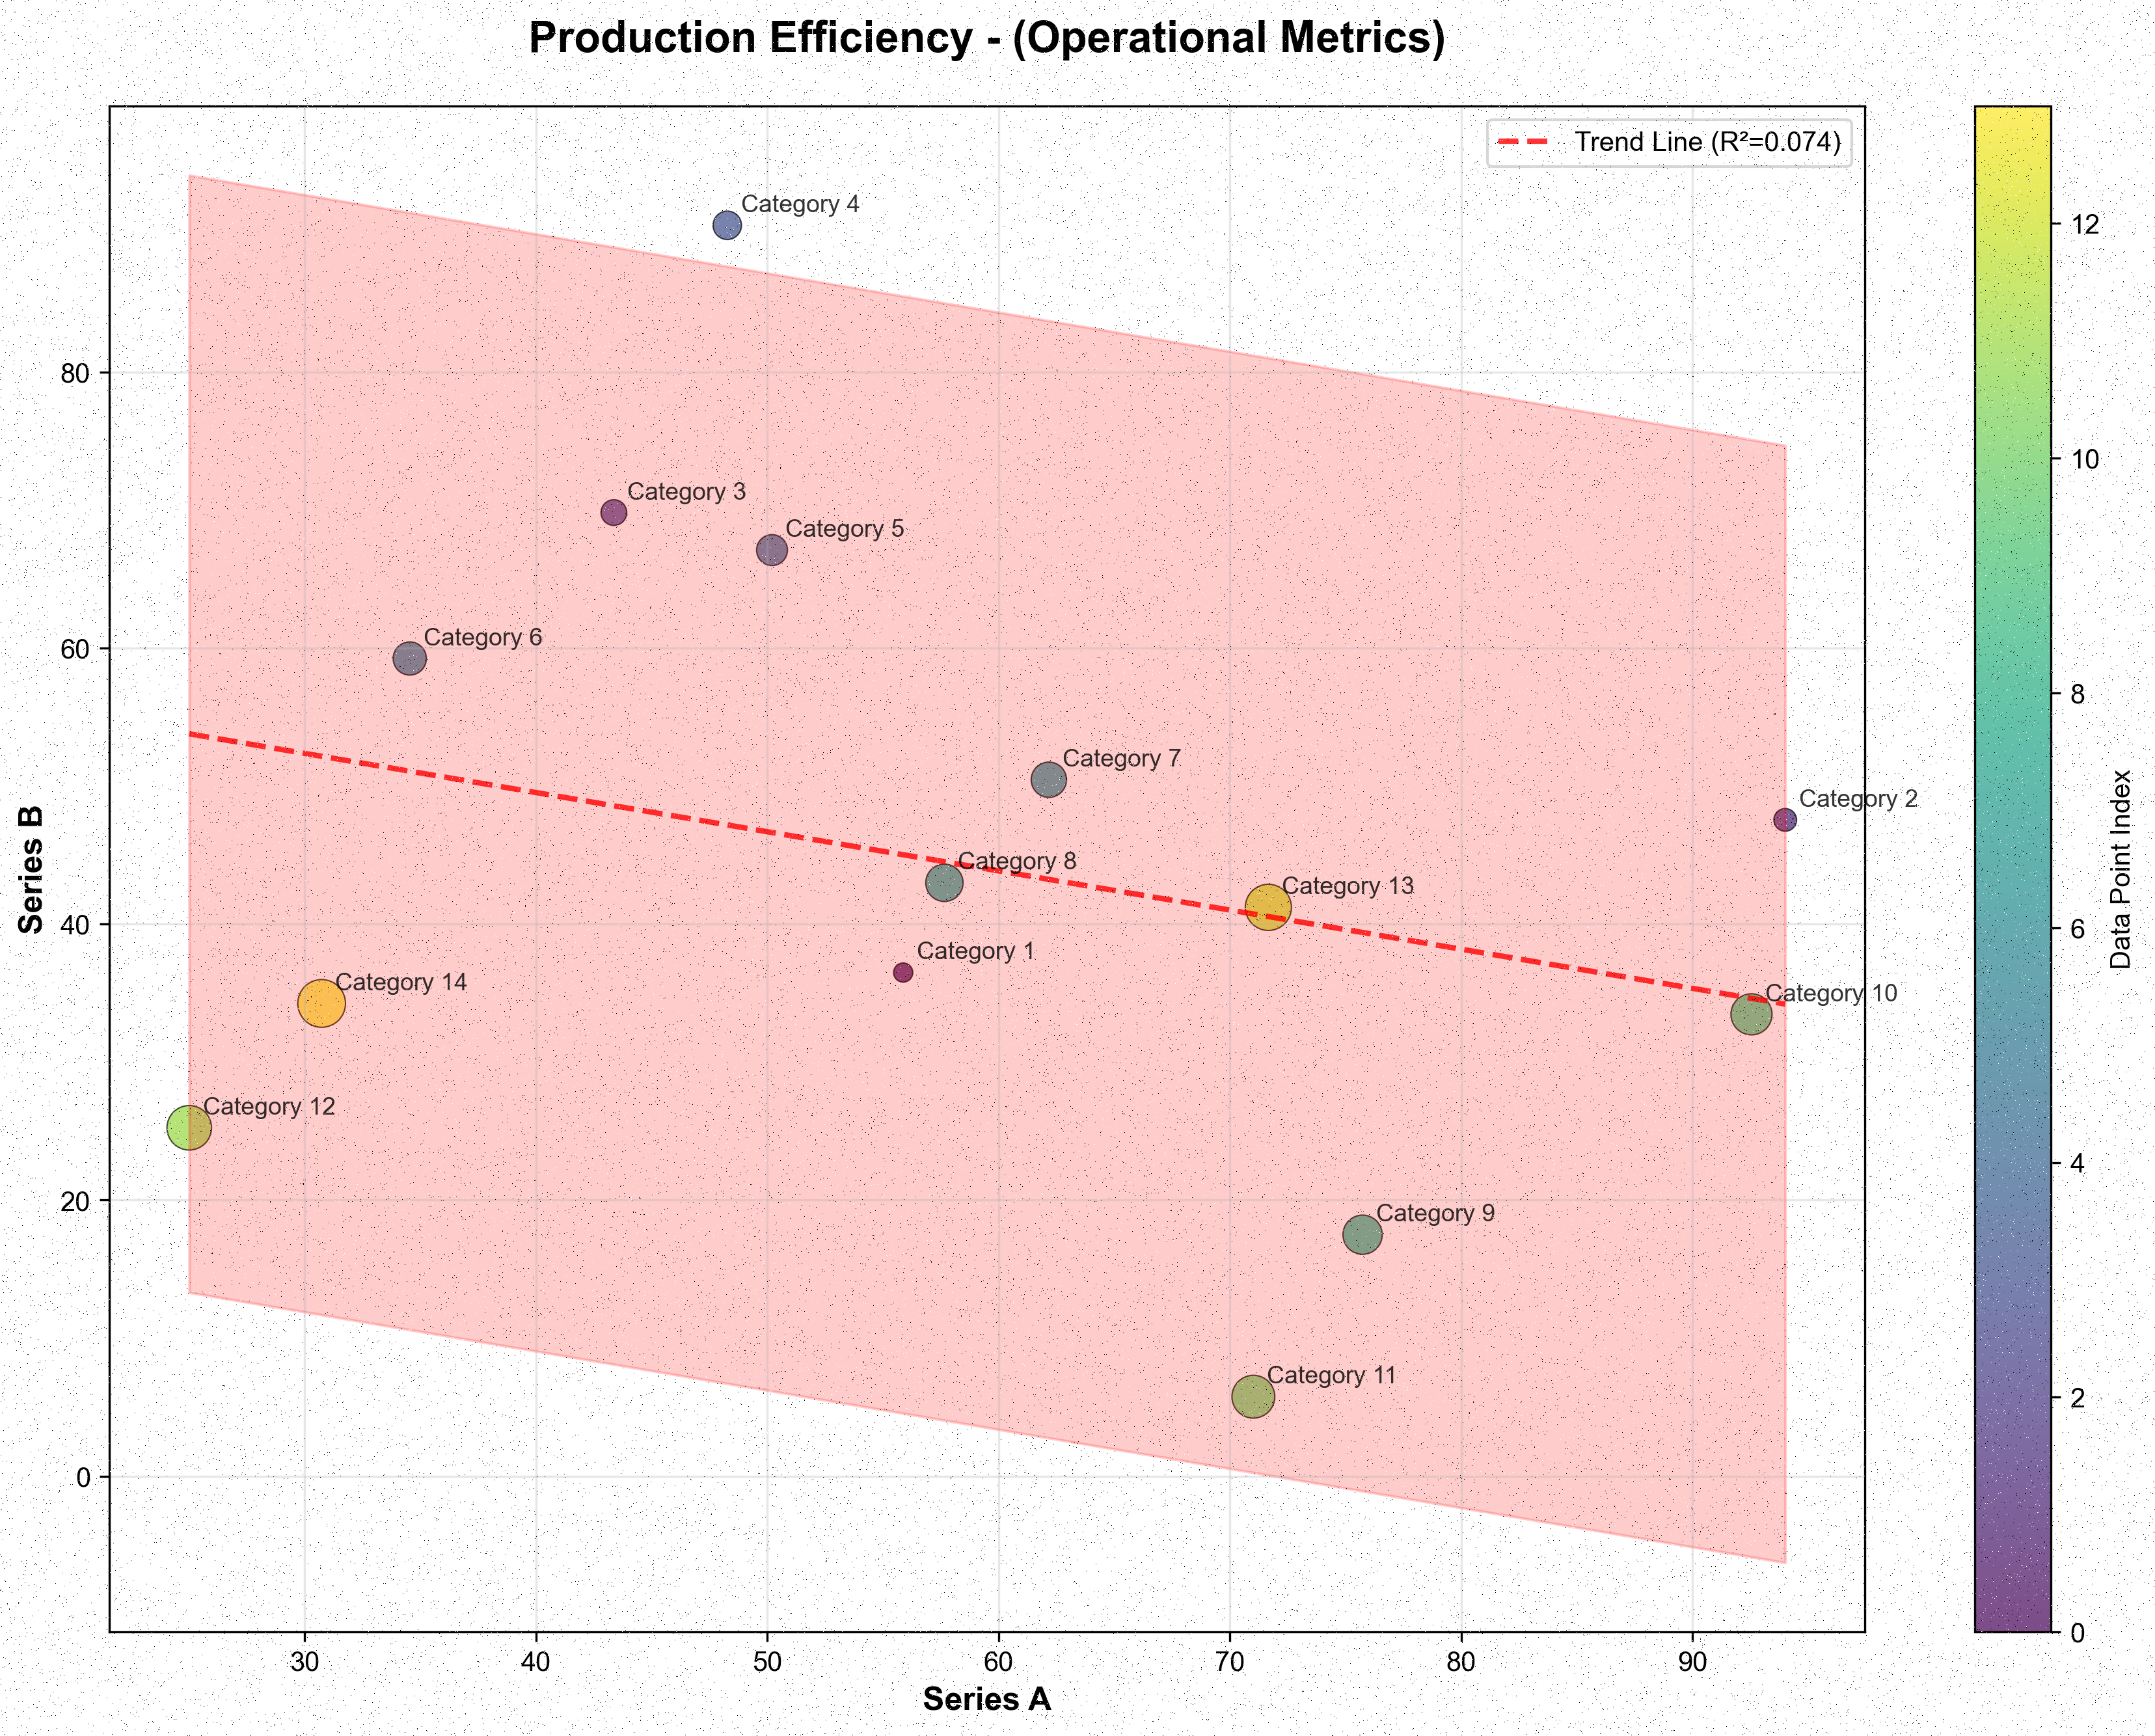 Production Efficiency - (Operational Metrics)
Trend Line (R²=0.074)
Category 4
Category 3
Category 5
Category 6
Category 7
Category 2
Category 8
Category 13
Category 1
Category 14
Category 10
Category 12
Category 9
Category 11
80
60
40
20
0
Series B
30 40 50 60 70 80 90
Series A
12
10
8
6
4
2
0
Data Point Index